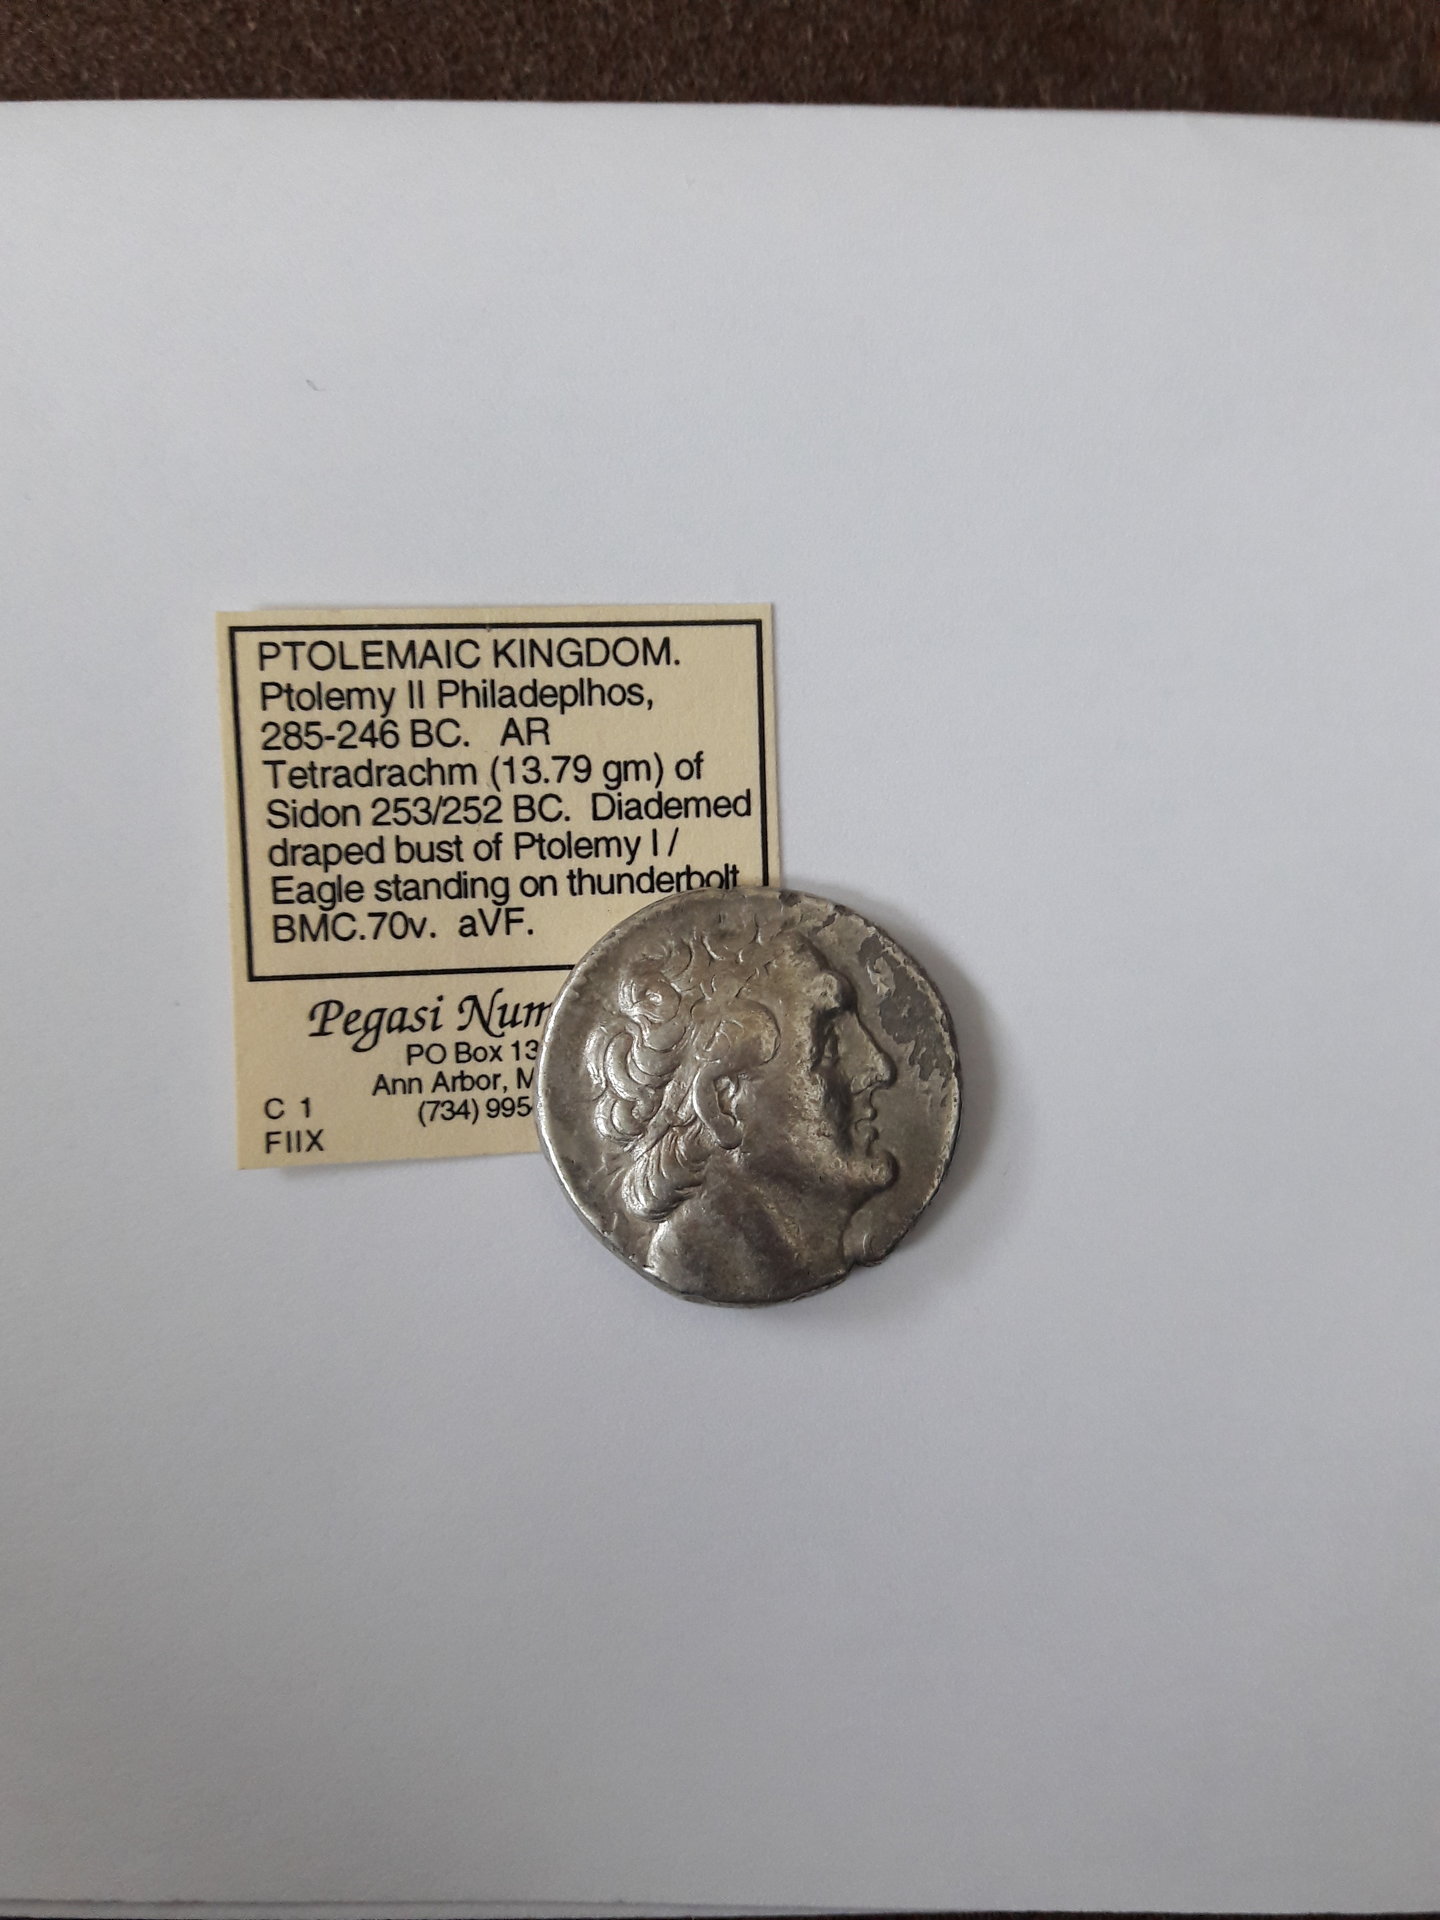 PTOLEMAIC KINGDOM.
Ptolemy II Philadeplhos,
285-246 BC. AR
Tetradrachm (13.79 gm) of
Sidon 253/252 BC. Diademed
draped bust of Ptolemy I /
Eagle standing on thunderbolt
BMC.70v. aVF.
Pegasi Num
PO Box 13
Ann Arbor, M
C 1 (734) 995-
FIIX